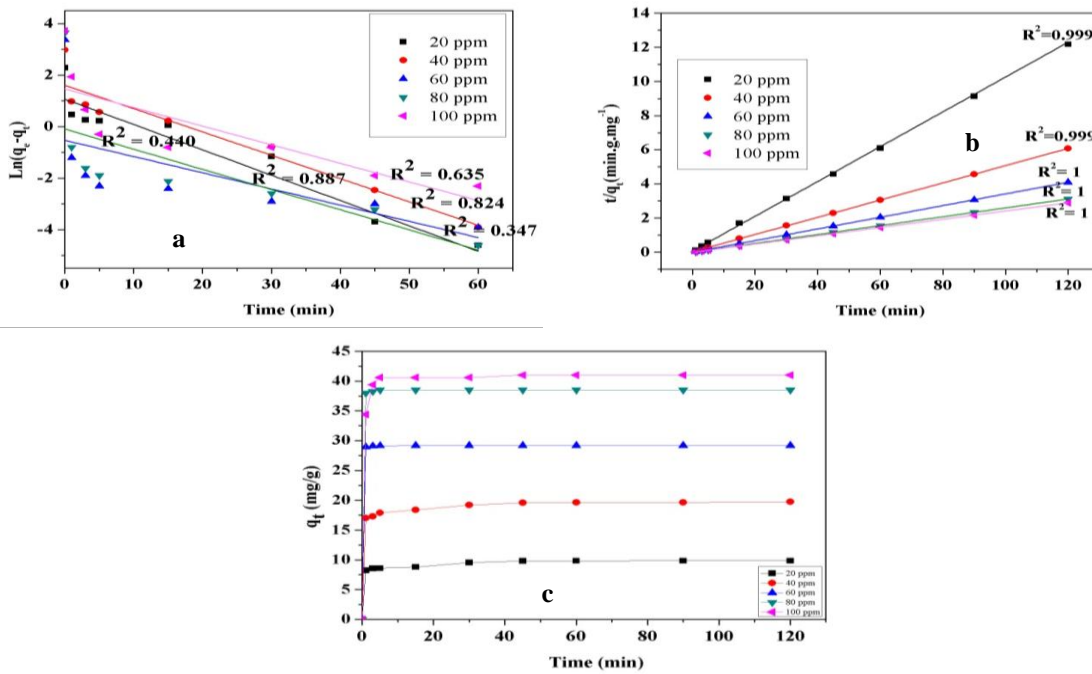 4
2
0
-2
-4
Ln(qe-qt)
20 ppm
40 ppm
60 ppm
80 ppm
100 ppm
R2 = 0.440
R2 = 0.887
R2 = 0.635
R2 = 0.824
R2 = 0.347
a
0 10 20 30 40 50 60
Time (min)
14
12
10
8
6
4
2
0
t/qt(min.g.mg-1)
20 ppm
40 ppm
60 ppm
80 ppm
100 ppm
R2=0.999
b
R2=0.999
R2= 1
R2= 1
R2= 1
0 20 40 60 80 100 120
Time (min)
45
40
35
30
25
20
15
10
5
0
qt (mg/g)
20 ppm
40 ppm
60 ppm
80 ppm
100 ppm
c
0 20 40 60 80 100 120
Time (min)